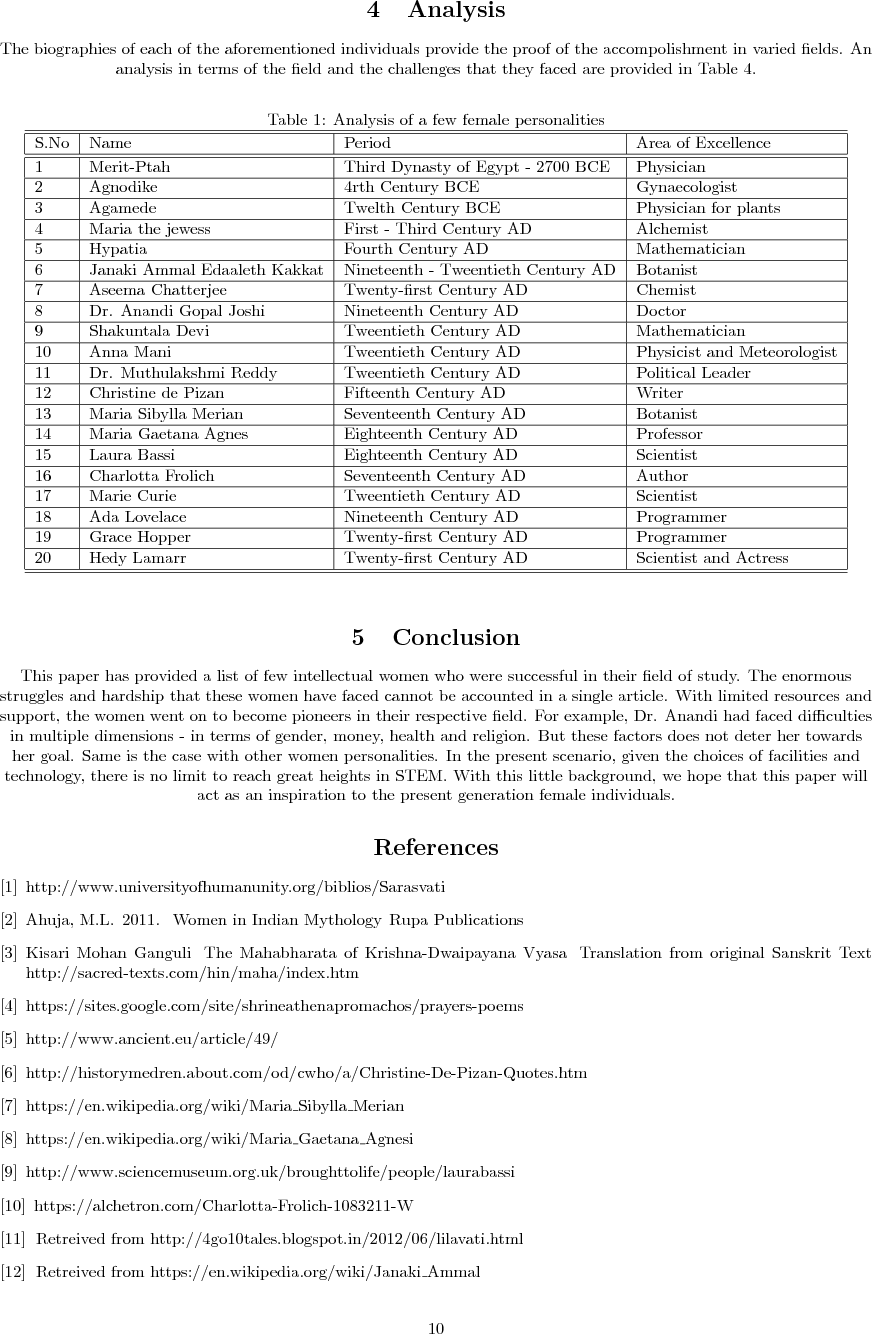 4 Analysis
The biographies of each of the aforementioned individuals provide the proof of the accompolishment in varied fields. An
analysis in terms of the field and the challenges that they faced are provided in Table 4.
Table 1: Analysis of a few female personalities
S.No Name Period Area of Excellence
1 Merit-Ptah Third Dynasty of Egypt - 2700 BCE Physician
2 Agnodike 4rth Century BCE Gynaecologist
3 Agamede Twelth Century BCE Physician for plants
4 Maria the jewess First - Third Century AD Alchemist
5 Hypatia Fourth Century AD Mathematician
6 Janaki Ammal Edaaleth Kakkat Nineteenth - Tweentieth Century AD Botanist
7 Aseema Chatterjee Twenty-first Century AD Chemist
8 Dr. Anandi Gopal Joshi Nineteenth Century AD Doctor
9 Shakuntala Devi Tweentieth Century AD Mathematician
10 Anna Mani Tweentieth Century AD Physicist and Meteorologist
11 Dr. Muthulakshmi Reddy Tweentieth Century AD Political Leader
12 Christine de Pizan Fifteenth Century AD Writer
13 Maria Sibylla Merian Seventeenth Century AD Botanist
14 Maria Gaetana Agnes Eighteenth Century AD Professor
15 Laura Bassi Eighteenth Century AD Scientist
16 Charlotta Frolich Seventeenth Century AD Author
17 Marie Curie Tweentieth Century AD Scientist
18 Ada Lovelace Nineteenth Century AD Programmer
19 Grace Hopper Twenty-first Century AD Programmer
20 Hedy Lamarr Twenty-first Century AD Scientist and Actress
5 Conclusion
This paper has provided a list of few intellectual women who were successful in their field of study. The enormous
struggles and hardship that these women have faced cannot be accounted in a single article. With limited resources and
support, the women went on to become pioneers in their respective field. For example, Dr. Anandi had faced difficulties
in multiple dimensions - in terms of gender, money, health and religion. But these factors does not deter her towards
her goal. Same is the case with other women personalities. In the present scenario, given the choices of facilities and
technology, there is no limit to reach great heights in STEM. With this little background, we hope that this paper will
act as an inspiration to the present generation female individuals.
References
[1] http://www.universityofhumanunity.org/biblios/Sarasvati
[2] Ahuja, M.L. 2011. Women in Indian Mythology Rupa Publications
[3] Kisari Mohan Ganguli The Mahabharata of Krishna-Dwaipayana Vyasa Translation from original Sanskrit Text
http://sacred-texts.com/hin/maha/index.htm
[4] https://sites.google.com/site/shrineathenapromachos/prayers-poems
[5] http://www.ancient.eu/article/49/
[6] http://historymedren.about.com/od/cwho/a/Christine-De-Pizan-Quotes.htm
[7] https://en.wikipedia.org/wiki/Maria_Sibylla_Merian
[8] https://en.wikipedia.org/wiki/Maria_Gaetana_Agnesi
[9] http://www.sciencemuseum.org.uk/broughttolife/people/laurabassi
[10] https://alchetron.com/Charlotta-Frolich-1083211-W
[11] Retreived from http://4go10tales.blogspot.in/2012/06/lilavati.html
[12] Retreived from https://en.wikipedia.org/wiki/Janaki_Ammal
10